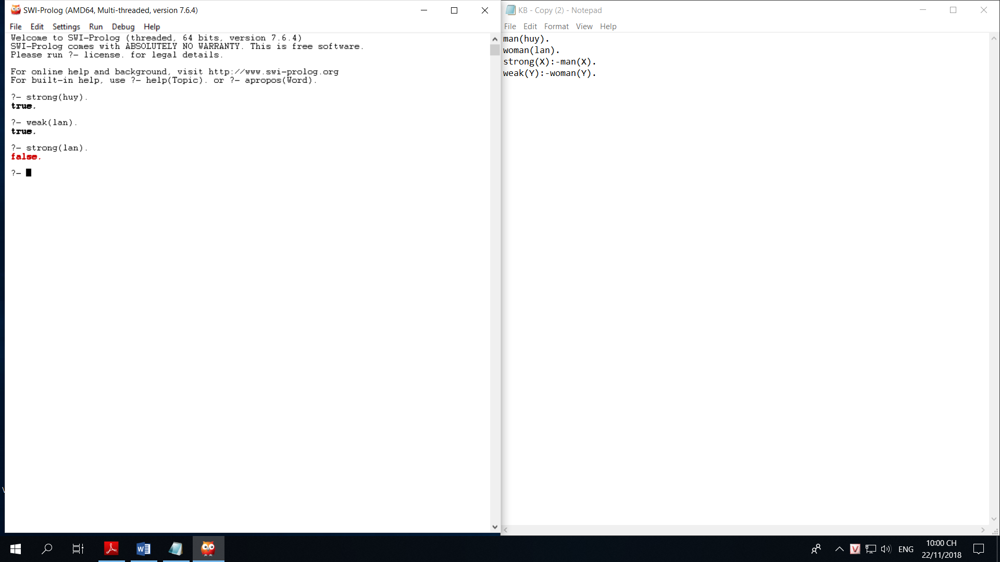 SWI-Prolog (AMD64, Multi-threaded, version 7.6.4)
File Edit Settings Run Debug Help
Welcome to SWI-Prolog (threaded, 64 bits, version 7.6.4)
SWI-Prolog comes with ABSOLUTELY NO WARRANTY. This is free software.
Please run ?- license. for legal details.
For online help and background, visit http://www.swi-prolog.org
For built-in help, use ?- help(Topic). or ?- apropos(Word).
?- strong(huy).
true.
?- weak(lan).
true.
?- strong(lan).
false.
?-
KB - Copy (2) - Notepad
File Edit Format View Help
man(huy).
woman(lan).
strong(X):-man(X).
weak(Y):-woman(Y).
ENG
10:00 CH
22/11/2018